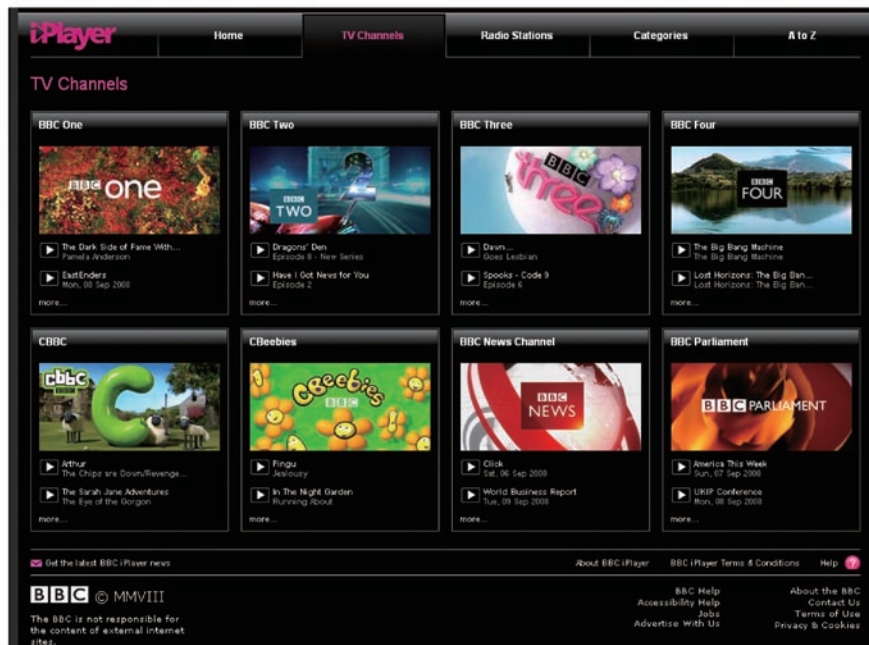 iPlayer
Home TV Channels Radio Stations Categories A to Z
TV Channels
BBC One BBC Two BBC Three BBC Four
BBC one
BBC TWO
BBC three
BBC FOUR
The Dark Side of Fame With...
Pamela Anderson
EastEnders
Mon, 08 Sep 2008
more...
Dragons' Den
Episode 8 - New Series
Have I Got News for You
Episode 2
more...
Dawn...
Goes Lesbian
Spooks - Code 9
Episode 6
more...
The Big Bang Machine
The Big Bang Machine
Lost Horizons: The Big Ban...
Lost Horizons: The Big Ban...
more...
CBBC CBeebies BBC News Channel BBC Parliament
cbbc
BBC
CBeebies
BBC
BBC
NEWS
BBC PARLIAMENT
Arthur
The Chips are Down/Revenge...
The Sarah Jane Adventures
The Eye of the Gorgon
more...
Pingu
Jealousy
In The Night Garden
Running About
more...
Click
Sat, 06 Sep 2008
World Business Report
Tue, 09 Sep 2008
more...
America This Week
Sun, 07 Sep 2008
UKIP Conference
Mon, 08 Sep 2008
more...
Get the latest BBC iPlayer news About BBC iPlayer BBC iPlayer Terms & Conditions Help ?
BBC © MMVIII
The BBC is not responsible for
the content of external internet
sites.
BBC Help
Accessibility Help
Jobs
Advertise With Us
About the BBC
Contact Us
Terms of Use
Privacy & Cookies